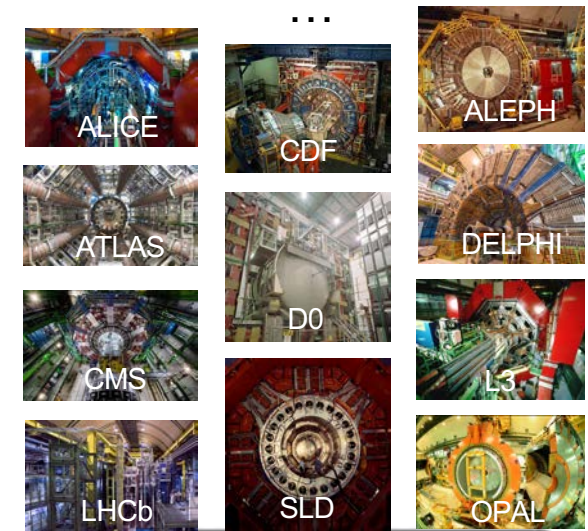 ...
ALICE
ATLAS
CMS
LHCb
CDF
D0
SLD
ALEPH
DELPHI
L3
OPAL